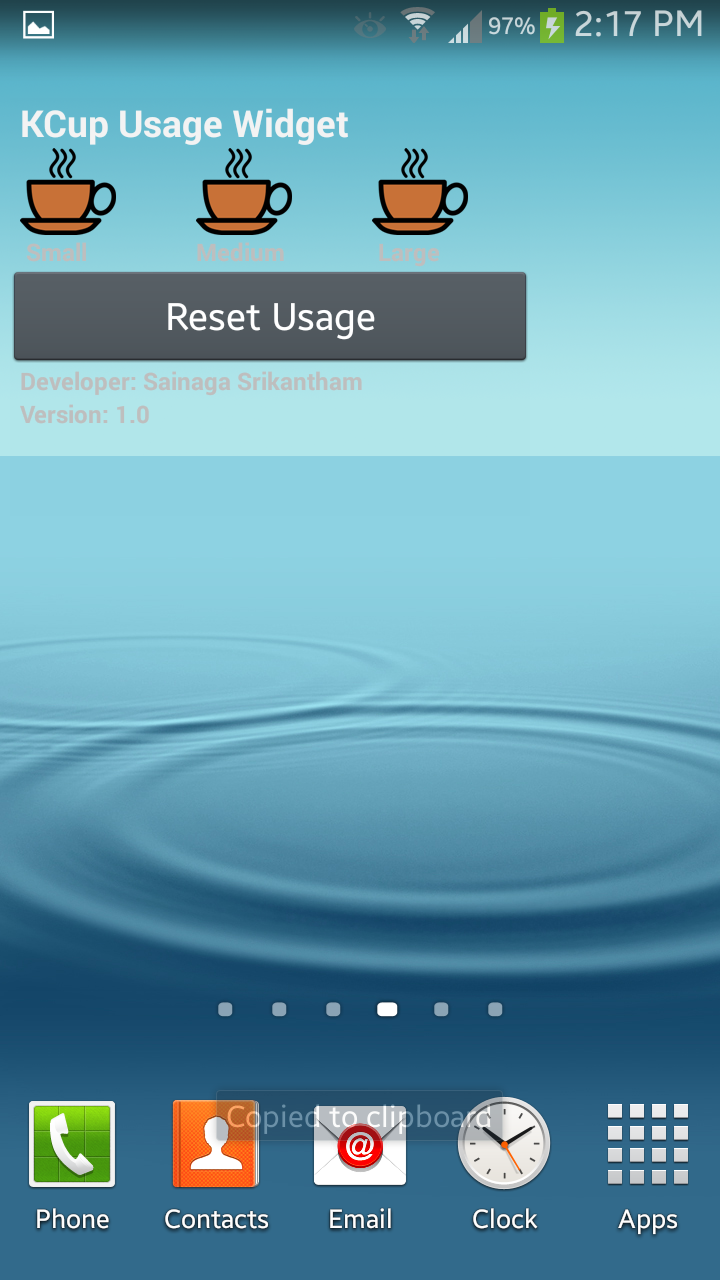 97% 2:17 PM
KCup Usage Widget
Small Medium Large
Reset Usage
Developer: Sainaga Srikantham
Version: 1.0
Copied to clipboard
@
Phone Contacts Email Clock Apps